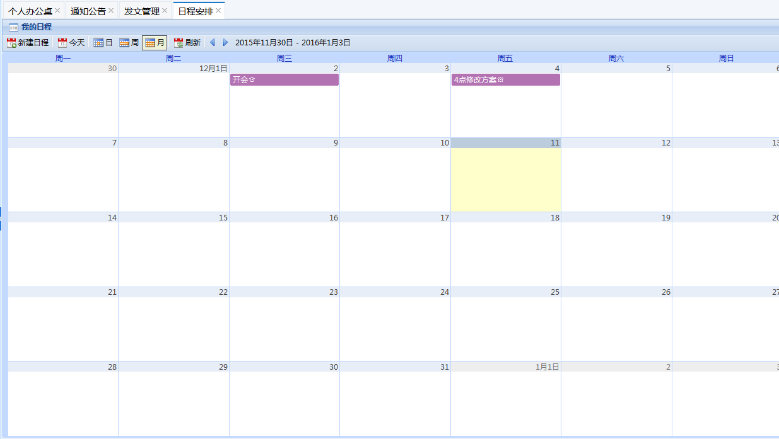 个人办公桌 通知公告 发文管理 日程安排
我的日程
新建日程 今天 日 周 月 刷新 2015年11月30日 - 2016年1月3日
周一 周二 周三 周四 周五 周六 周日
30 12月1日 2 3 4 5 6
开会 4点修改方案
7 8 9 10 11 12 13
14 15 16 17 18 19 20
21 22 23 24 25 26 27
28 29 30 31 1月1日 2 3